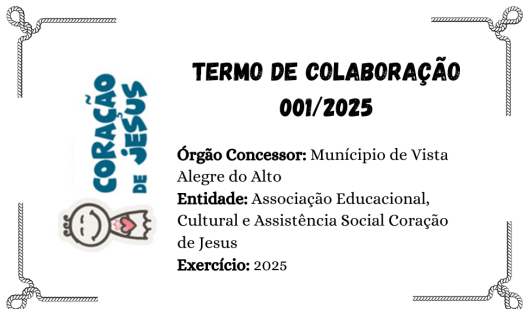 CORAÇÃO
DE JESUS
TERMO DE COLABORAÇÃO
001/2025
Órgão Concessor: Munícipio de Vista
Alegre do Alto
Entidade: Associação Educacional,
Cultural e Assistência Social Coração
de Jesus
Exercício: 2025